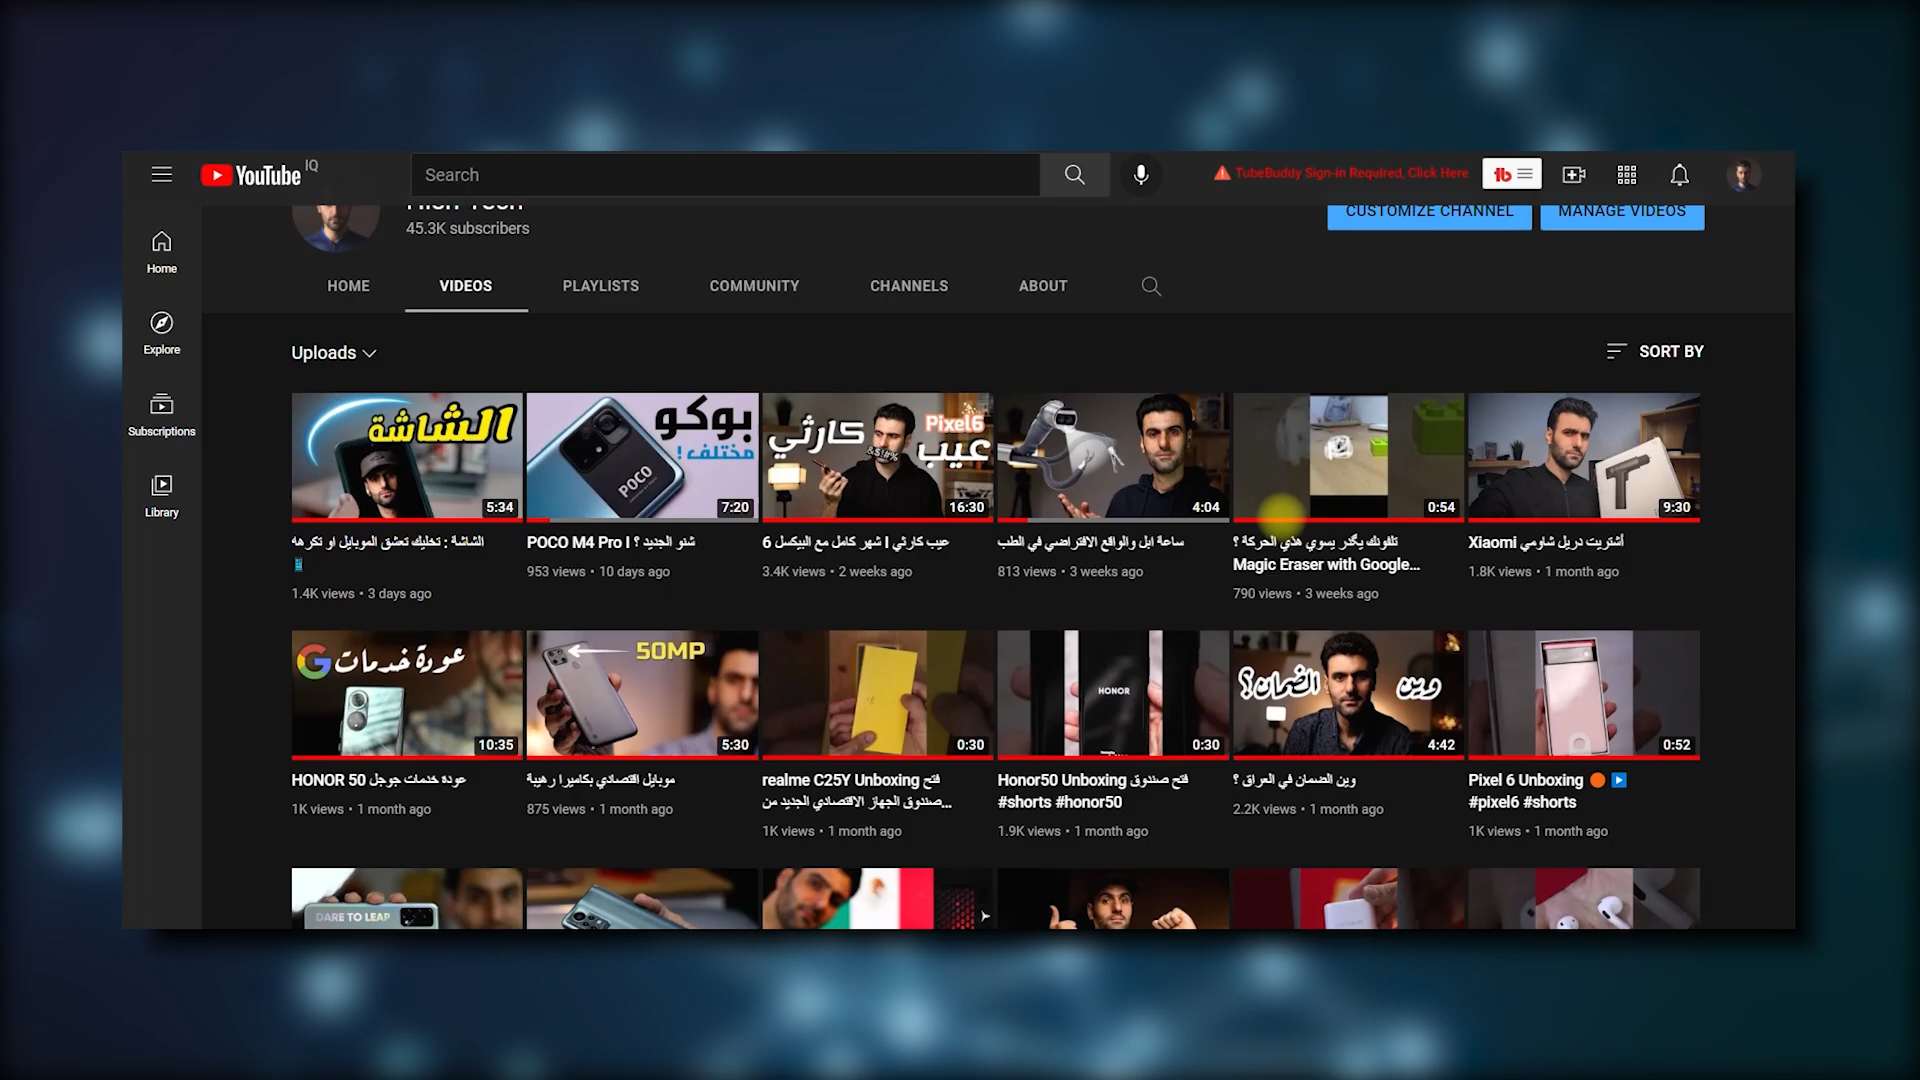 YouTube IQ
Search
TubeBuddy Sign-in Required, Click Here
tb
45.3K subscribers
CUSTOMIZE CHANNEL
MANAGE VIDEOS
Home
Explore
Subscriptions
Library
HOME
VIDEOS
PLAYLISTS
COMMUNITY
CHANNELS
ABOUT
Uploads
SORT BY
الشاشة
5:34
الشاشة : تخليك تعشق الموبايل او تكرهه
1.4K views • 3 days ago
بوكو
مختلف !
POCO
7:20
POCO M4 Pro I شنو الجديد ؟
953 views • 10 days ago
Pixel6
عيب
كارثي
&$!#%
16:30
عيب كارثي I شهر كامل مع البيكسل 6
3.4K views • 2 weeks ago
4:04
ساعة ابل والواقع الافتراضي في الطب
813 views • 3 weeks ago
0:54
تلفونك يگدر يسوي هذي الحركة ؟
Magic Eraser with Google...
790 views • 3 weeks ago
9:30
أشتريت دريل شاومي Xiaomi
1.8K views • 1 month ago
عودة خدمات
10:35
عودة خدمات جوجل HONOR 50
1K views • 1 month ago
50MP
5:30
موبايل اقتصادي بكاميرا رهيبة
875 views • 1 month ago
0:30
realme C25Y Unboxing فتح
صندوق الجهاز الاقتصادي الجديد من...
1K views • 1 month ago
HONOR
0:30
Honor50 Unboxing فتح صندوق
#shorts #honor50
1.9K views • 1 month ago
وين الضمان؟
4:42
وين الضمان في العراق ؟
2.2K views • 1 month ago
0:52
Pixel 6 Unboxing
#pixel6 #shorts
1K views • 1 month ago
DARE TO LEAP